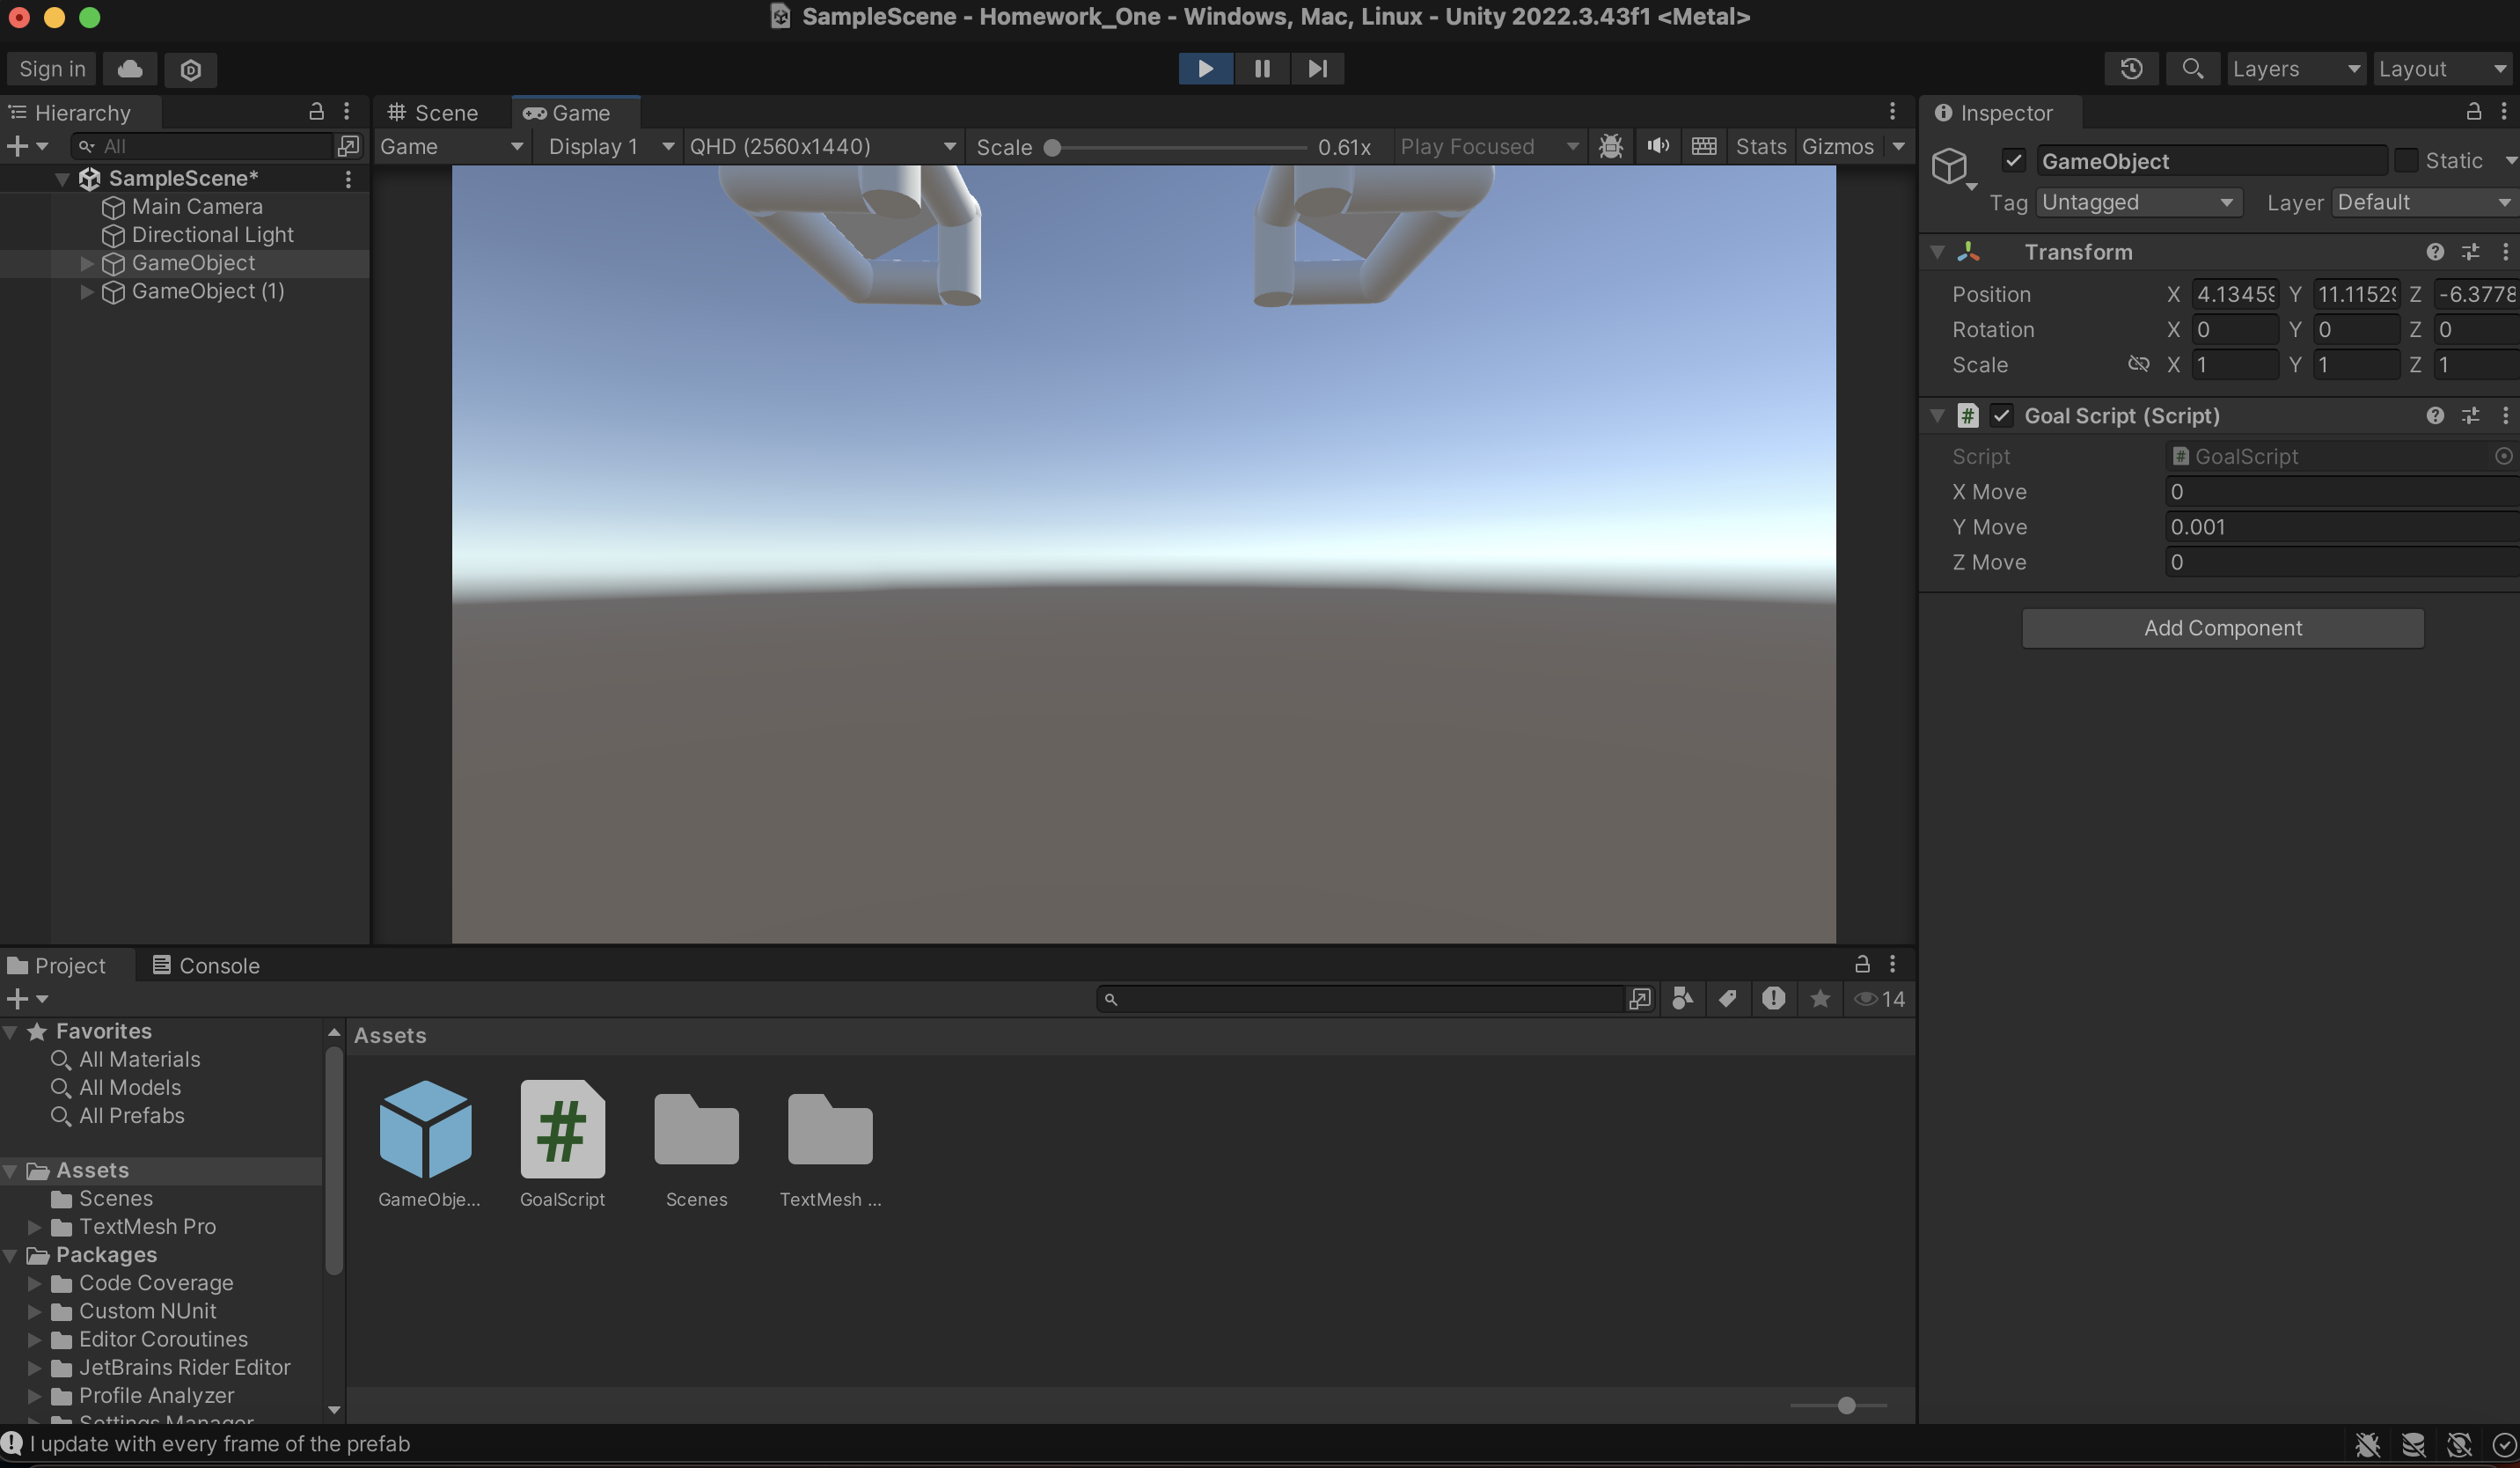 SampleScene - Homework_One - Windows, Mac, Linux - Unity 2022.3.43f1 <Metal>
Sign in
Layers
Layout
Hierarchy
All
SampleScene*
Main Camera
Directional Light
GameObject
GameObject (1)
Scene
Game
Game
Display 1
QHD (2560x1440)
Scale
0.61x
Play Focused
Stats
Gizmos
Inspector
GameObject
Static
Tag
Untagged
Layer
Default
Transform
Position
X 4.13459 Y 11.11529 Z -6.3778
Rotation
X 0 Y 0 Z 0
Scale
X 1 Y 1 Z 1
#
Goal Script (Script)
Script
# GoalScript
X Move
0
Y Move
0.001
Z Move
0
Add Component
Project
Console
14
Favorites
All Materials
All Models
All Prefabs
Assets
Scenes
TextMesh Pro
Packages
Code Coverage
Custom NUnit
Editor Coroutines
JetBrains Rider Editor
Profile Analyzer
Settings Manager
Assets
#
GameObje...
GoalScript
Scenes
TextMesh ...
I update with every frame of the prefab